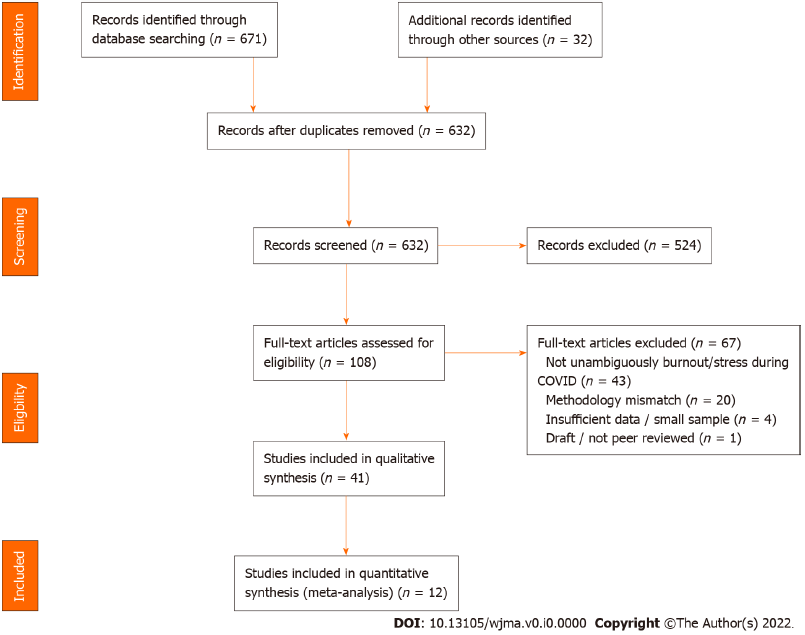 Identification
Records identified through
database searching (n = 671)
Additional records identified
through other sources (n = 32)
Records after duplicates removed (n = 632)
Screening
Records screened (n = 632)
Records excluded (n = 524)
Full-text articles assessed for
eligibility (n = 108)
Full-text articles excluded (n = 67)
Not unambiguously burnout/stress during
COVID (n = 43)
Methodology mismatch (n = 20)
Insufficient data / small sample (n = 4)
Draft / not peer reviewed (n = 1)
Eligbility
Studies included in qualitative
synthesis (n = 41)
Included
Studies included in quantitative
synthesis (meta-analysis) (n = 12)
DOI: 10.13105/wjma.v0.i0.0000 Copyright ©The Author(s) 2022.